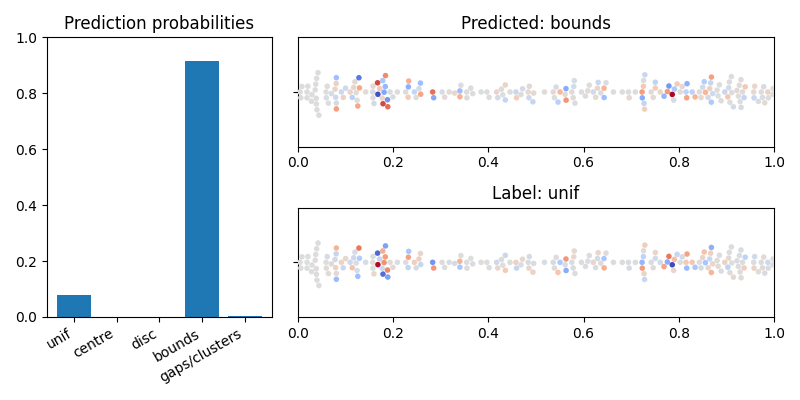 Prediction probabilities
1.0
0.8
0.6
0.4
0.2
0.0
unif
centre
disc
bounds
gaps/clusters
Predicted: bounds
0.0 0.2 0.4 0.6 0.8 1.0
Label: unif
0.0 0.2 0.4 0.6 0.8 1.0